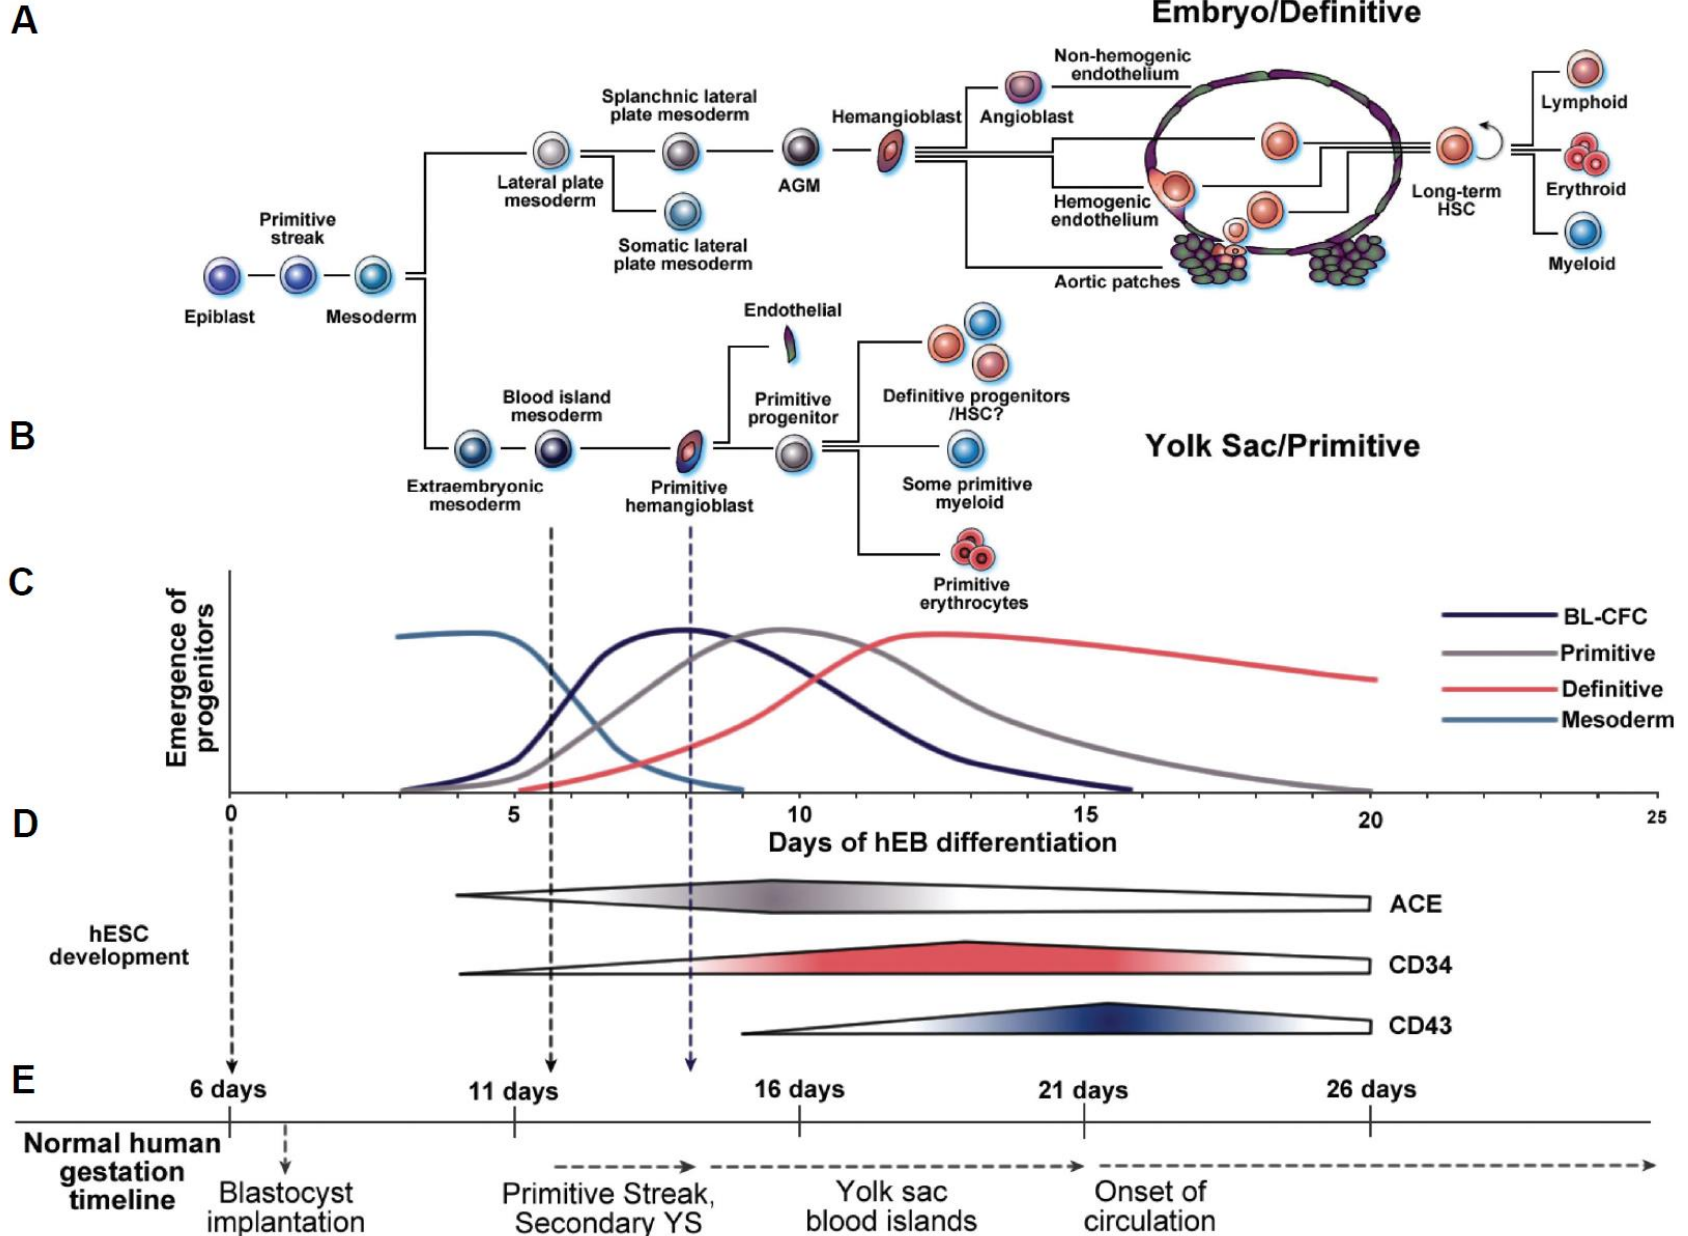 A
Embryo/Definitive
Non-hemogenic
endothelium
Splanchnic lateral
plate mesoderm
Hemangioblast
Angioblast
Lymphoid
Lateral plate
mesoderm
AGM
Hemogenic
endothelium
Long-term
HSC
Erythroid
Primitive
streak
Somatic lateral
plate mesoderm
Myeloid
Aortic patches
Epiblast
Mesoderm
Endothelial
B
Blood island
mesoderm
Primitive
progenitor
Definitive progenitors
/HSC?
Yolk Sac/Primitive
Extraembryonic
mesoderm
Primitive
hemangioblast
Some primitive
myeloid
Primitive
erythrocytes
C
Emergence of
progenitors
BL-CFC
Primitive
Definitive
Mesoderm
0 5 10 15 20 25
Days of hEB differentiation
D
hESC
development
ACE
CD34
CD43
E
6 days 11 days 16 days 21 days 26 days
Normal human
gestation
timeline
Blastocyst
implantation
Primitive Streak,
Secondary YS
Yolk sac
blood islands
Onset of
circulation